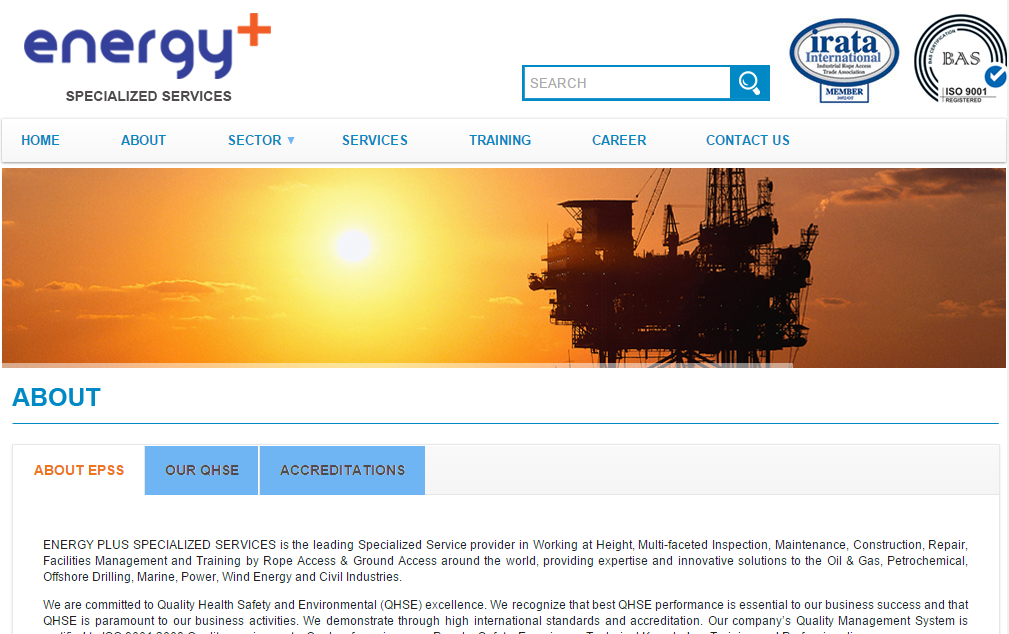 energy+
SPECIALIZED SERVICES
SEARCH
irata
International
Industrial Rope Access
Trade Association
MEMBER
BAS CERTIFICATION
BAS
ISO 9001
REGISTERED
HOME ABOUT SECTOR ▼ SERVICES TRAINING CAREER CONTACT US
ABOUT
ABOUT EPSS OUR QHSE ACCREDITATIONS
ENERGY PLUS SPECIALIZED SERVICES is the leading Specialized Service provider in Working at Height, Multi-faceted Inspection, Maintenance, Construction, Repair,
Facilities Management and Training by Rope Access & Ground Access around the world, providing expertise and innovative solutions to the Oil & Gas, Petrochemical,
Offshore Drilling, Marine, Power, Wind Energy and Civil Industries.
We are committed to Quality Health Safety and Environmental (QHSE) excellence. We recognize that best QHSE performance is essential to our business success and that
QHSE is paramount to our business activities. We demonstrate through high international standards and accreditation. Our company's Quality Management System is